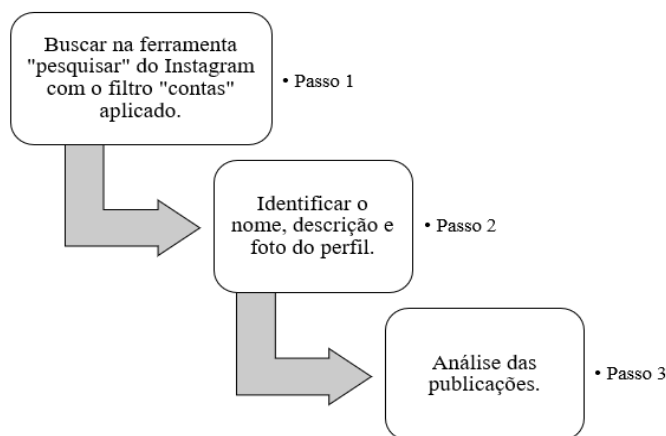 Buscar na ferramenta
"pesquisar" do Instagram
com o filtro "contas"
aplicado.
• Passo 1
Identificar o
nome, descrição e
foto do perfil.
• Passo 2
Análise das
publicações.
• Passo 3